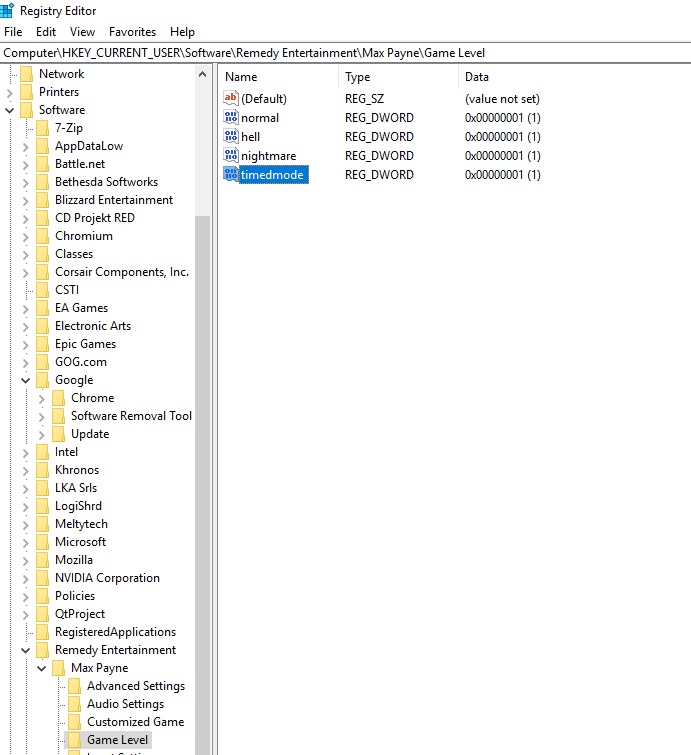 Registry Editor
File Edit View Favorites Help
Computer\HKEY_CURRENT_USER\Software\Remedy Entertainment\Max Payne\Game Level
Network
Printers
Software
7-Zip
AppDataLow
Battle.net
Bethesda Softworks
Blizzard Entertainment
CD Projekt RED
Chromium
Classes
Corsair Components, Inc.
CSTI
EA Games
Electronic Arts
Epic Games
GOG.com
Google
Chrome
Software Removal Tool
Update
Intel
Khronos
LKA Srls
LogiShrd
Meltytech
Microsoft
Mozilla
NVIDIA Corporation
Policies
QtProject
RegisteredApplications
Remedy Entertainment
Max Payne
Advanced Settings
Audio Settings
Customized Game
Game Level
Name Type Data
(Default) REG_SZ (value not set)
normal REG_DWORD 0x00000001 (1)
hell REG_DWORD 0x00000001 (1)
nightmare REG_DWORD 0x00000001 (1)
timedmode REG_DWORD 0x00000001 (1)